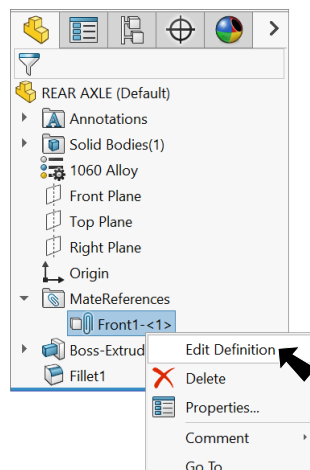 REAR AXLE (Default)
Annotations
Solid Bodies(1)
1060 Alloy
Front Plane
Top Plane
Right Plane
Origin
MateReferences
Front1-<1>
Boss-Extrud
Fillet1
Edit Definition
Delete
Properties...
Comment
Go To